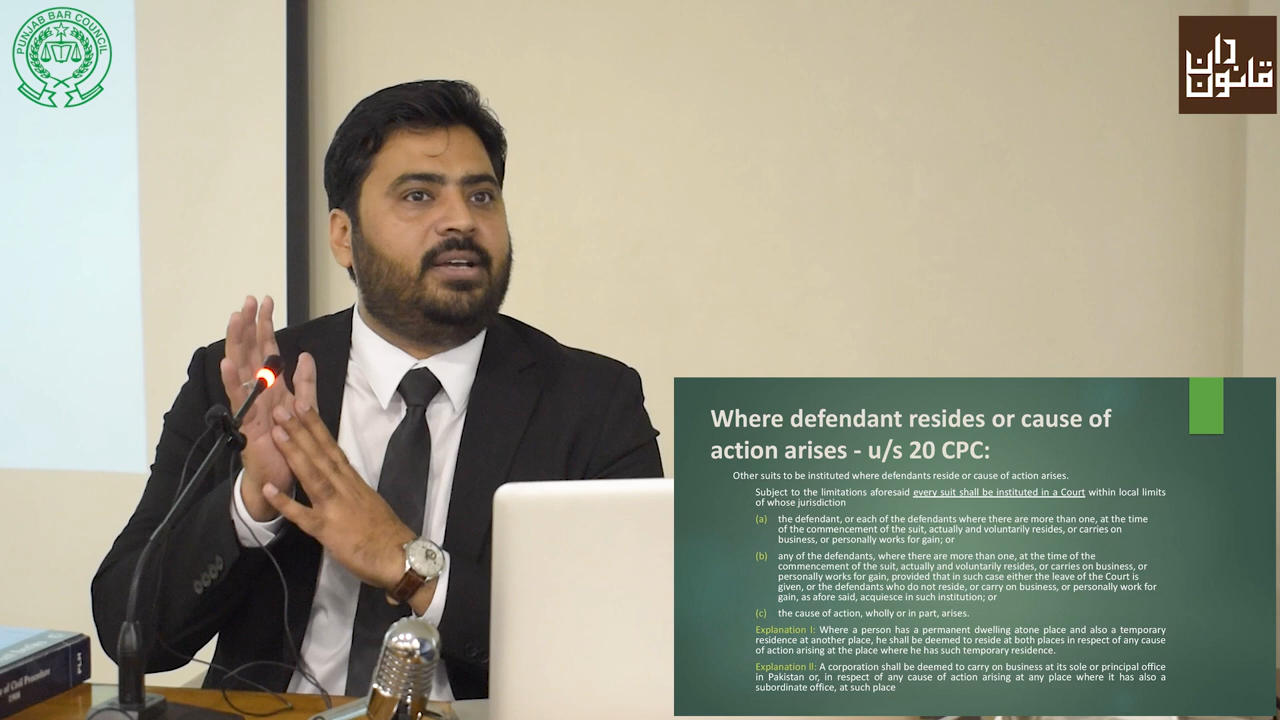 PUNJAB BAR COUNCIL
قانون دان
Where defendant resides or cause of
action arises - u/s 20 CPC:
Other suits to be instituted where defendants reside or cause of action arises.
Subject to the limitations aforesaid every suit shall be instituted in a Court within local limits
of whose jurisdiction
(a) the defendant, or each of the defendants where there are more than one, at the time
of the commencement of the suit, actually and voluntarily resides, or carries on
business, or personally works for gain; or
(b) any of the defendants, where there are more than one, at the time of the
commencement of the suit, actually and voluntarily resides, or carries on business, or
personally works for gain, provided that in such case either the leave of the Court is
given, or the defendants who do not reside, or carry on business, or personally work for
gain, as afore said, acquiesce in such institution; or
(c) the cause of action, wholly or in part, arises.
Explanation I: Where a person has a permanent dwelling atone place and also a temporary
residence at another place, he shall be deemed to reside at both places in respect of any cause
of action arising at the place where he has such temporary residence.
Explanation II: A corporation shall be deemed to carry on business at its sole or principal office
in Pakistan or, in respect of any cause of action arising at any place where it has also a
subordinate office, at such place
of Civil Procedure
1908
PLR